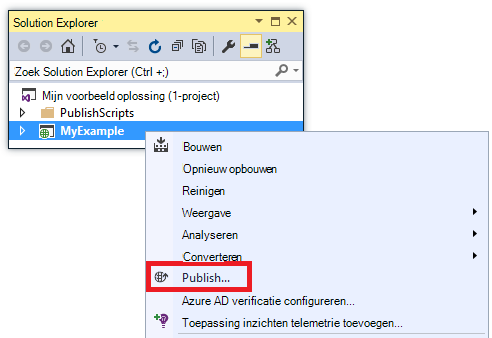 Solution Explorer
Zoek Solution Explorer (Ctrl +;)
Mijn voorbeeld oplossing (1-project)
PublishScripts
MyExample
Bouwen
Opnieuw opbouwen
Reinigen
Weergave
Analyseren
Converteren
Publish...
Azure AD verificatie configureren...
Toepassing inzichten telemetrie toevoegen...